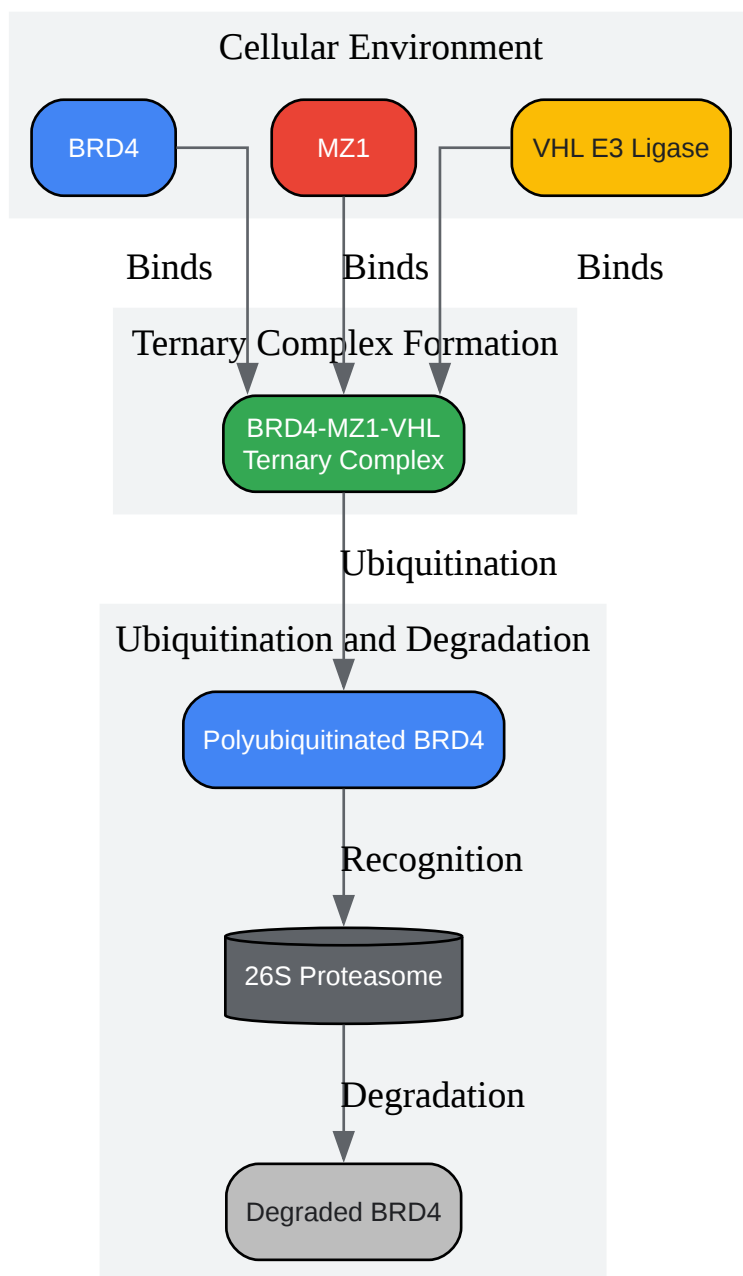 Cellular Environment
BRD4
MZ1
VHL E3 Ligase
Binds
Binds
Binds
Ternary Complex Formation
BRD4-MZ1-VHL
Ternary Complex
Ubiquitination
Ubiquitination and Degradation
Polyubiquitinated BRD4
Recognition
26S Proteasome
Degradation
Degraded BRD4